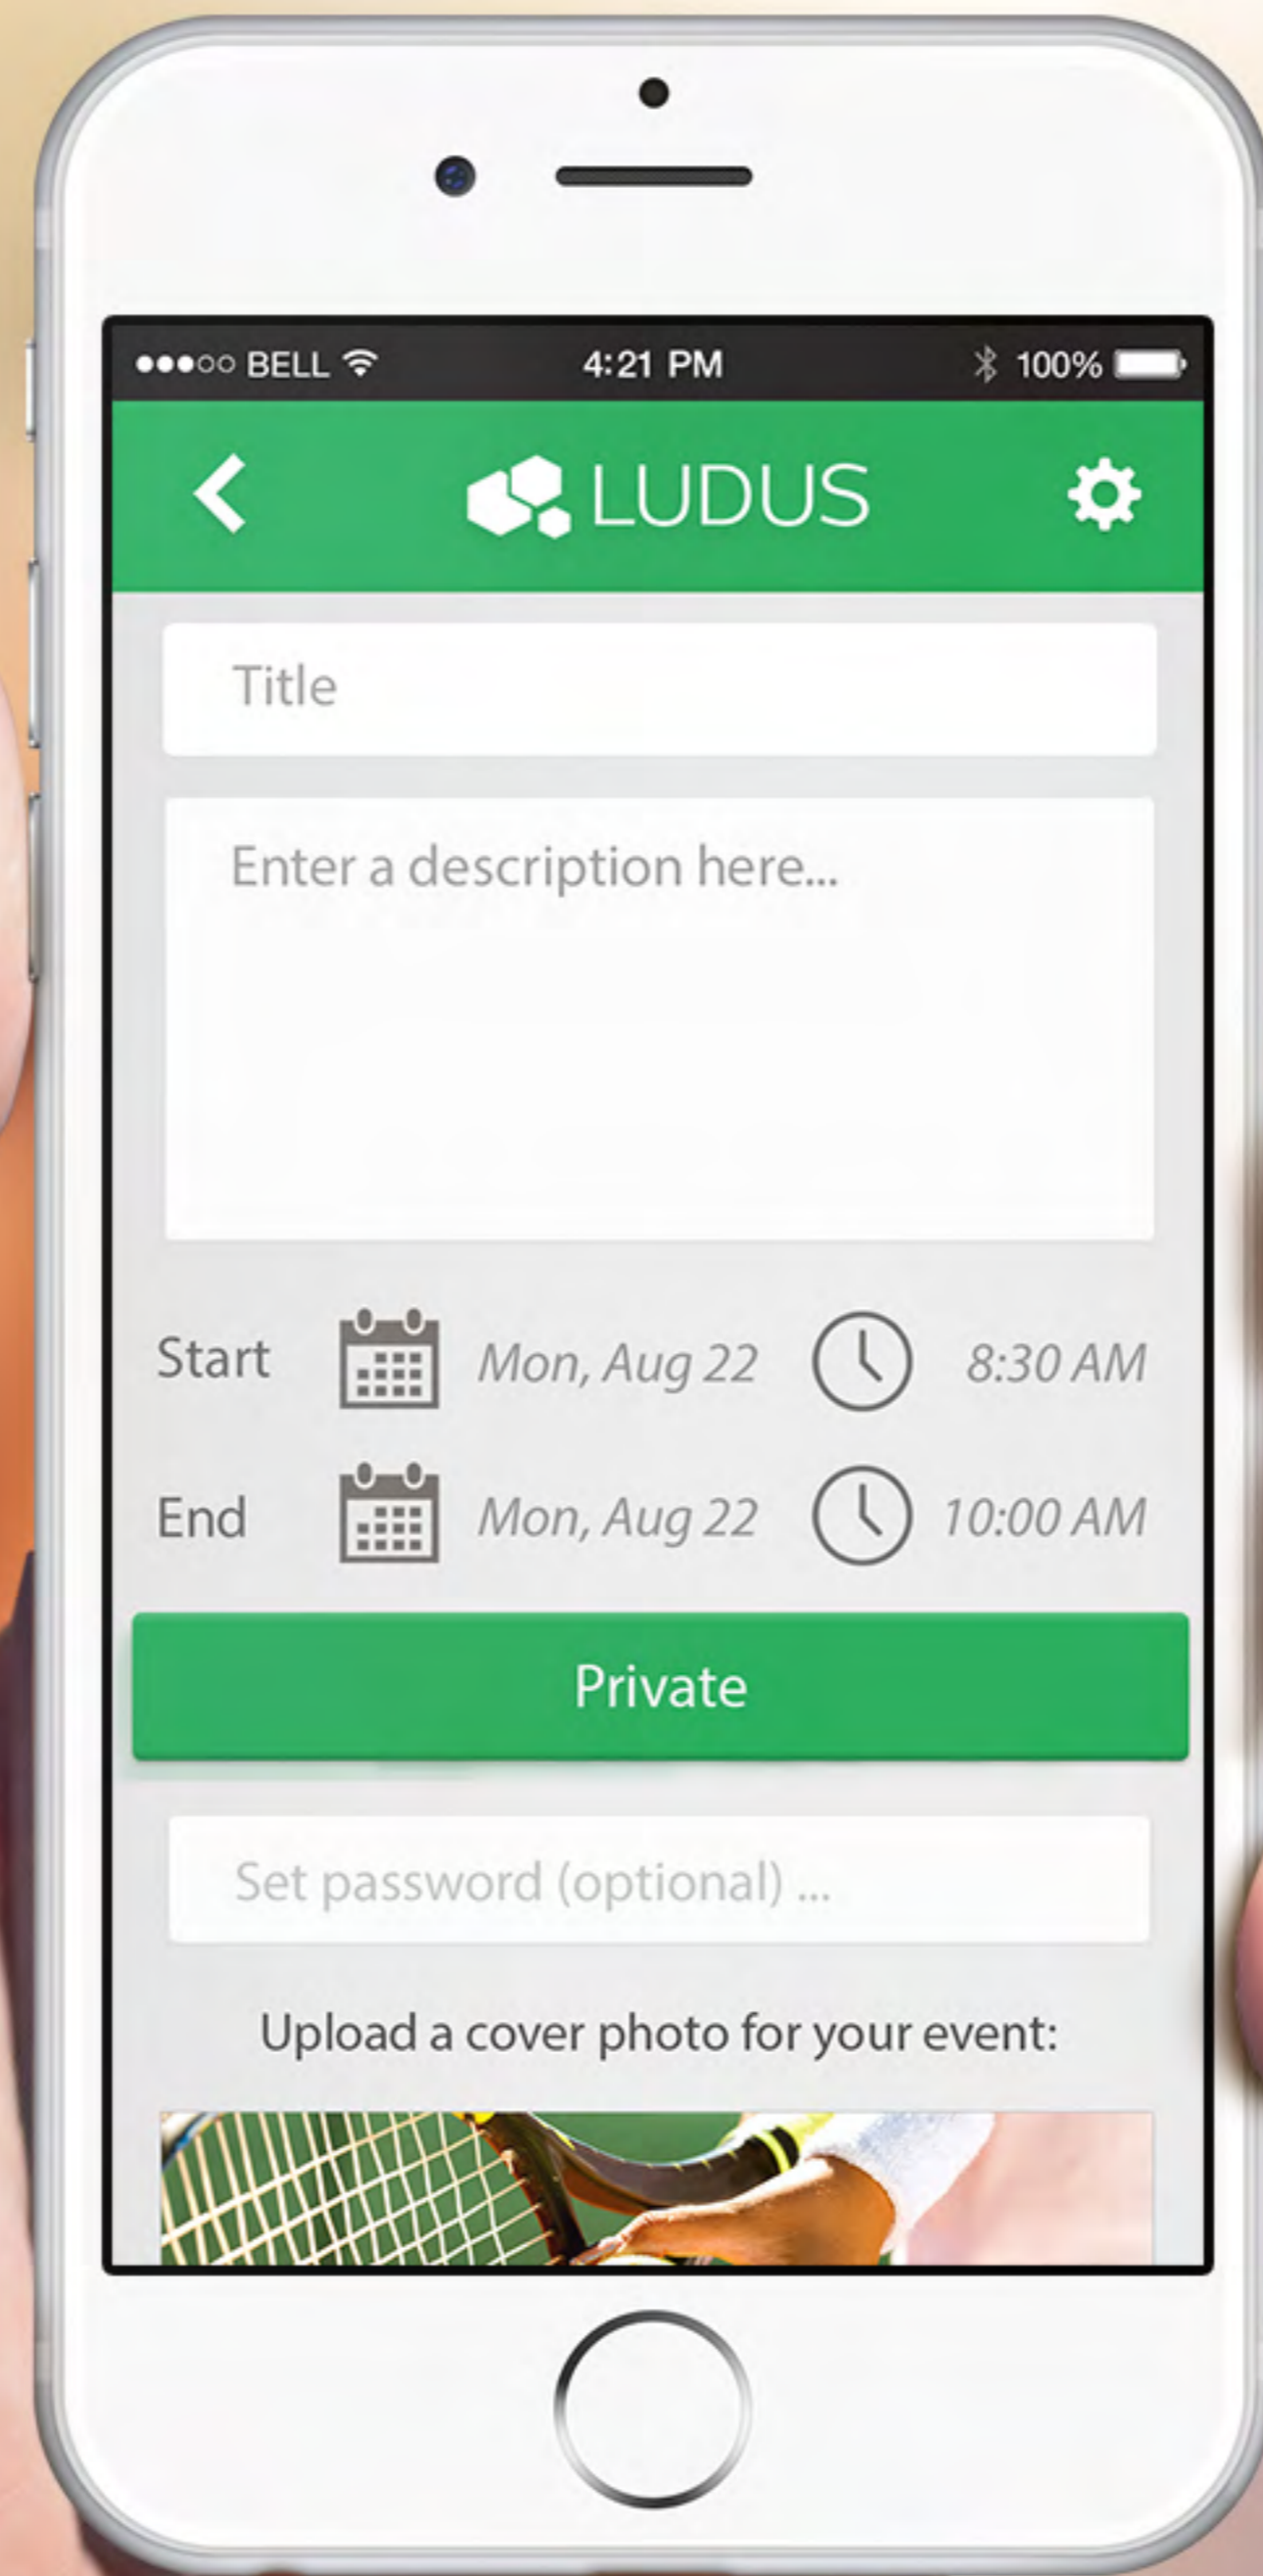 BELL 4:21 PM 100%
LUDUS
Title
Enter a description here...
Start Mon, Aug 22 8:30 AM
End Mon, Aug 22 10:00 AM
Private
Set password (optional) ...
Upload a cover photo for your event: